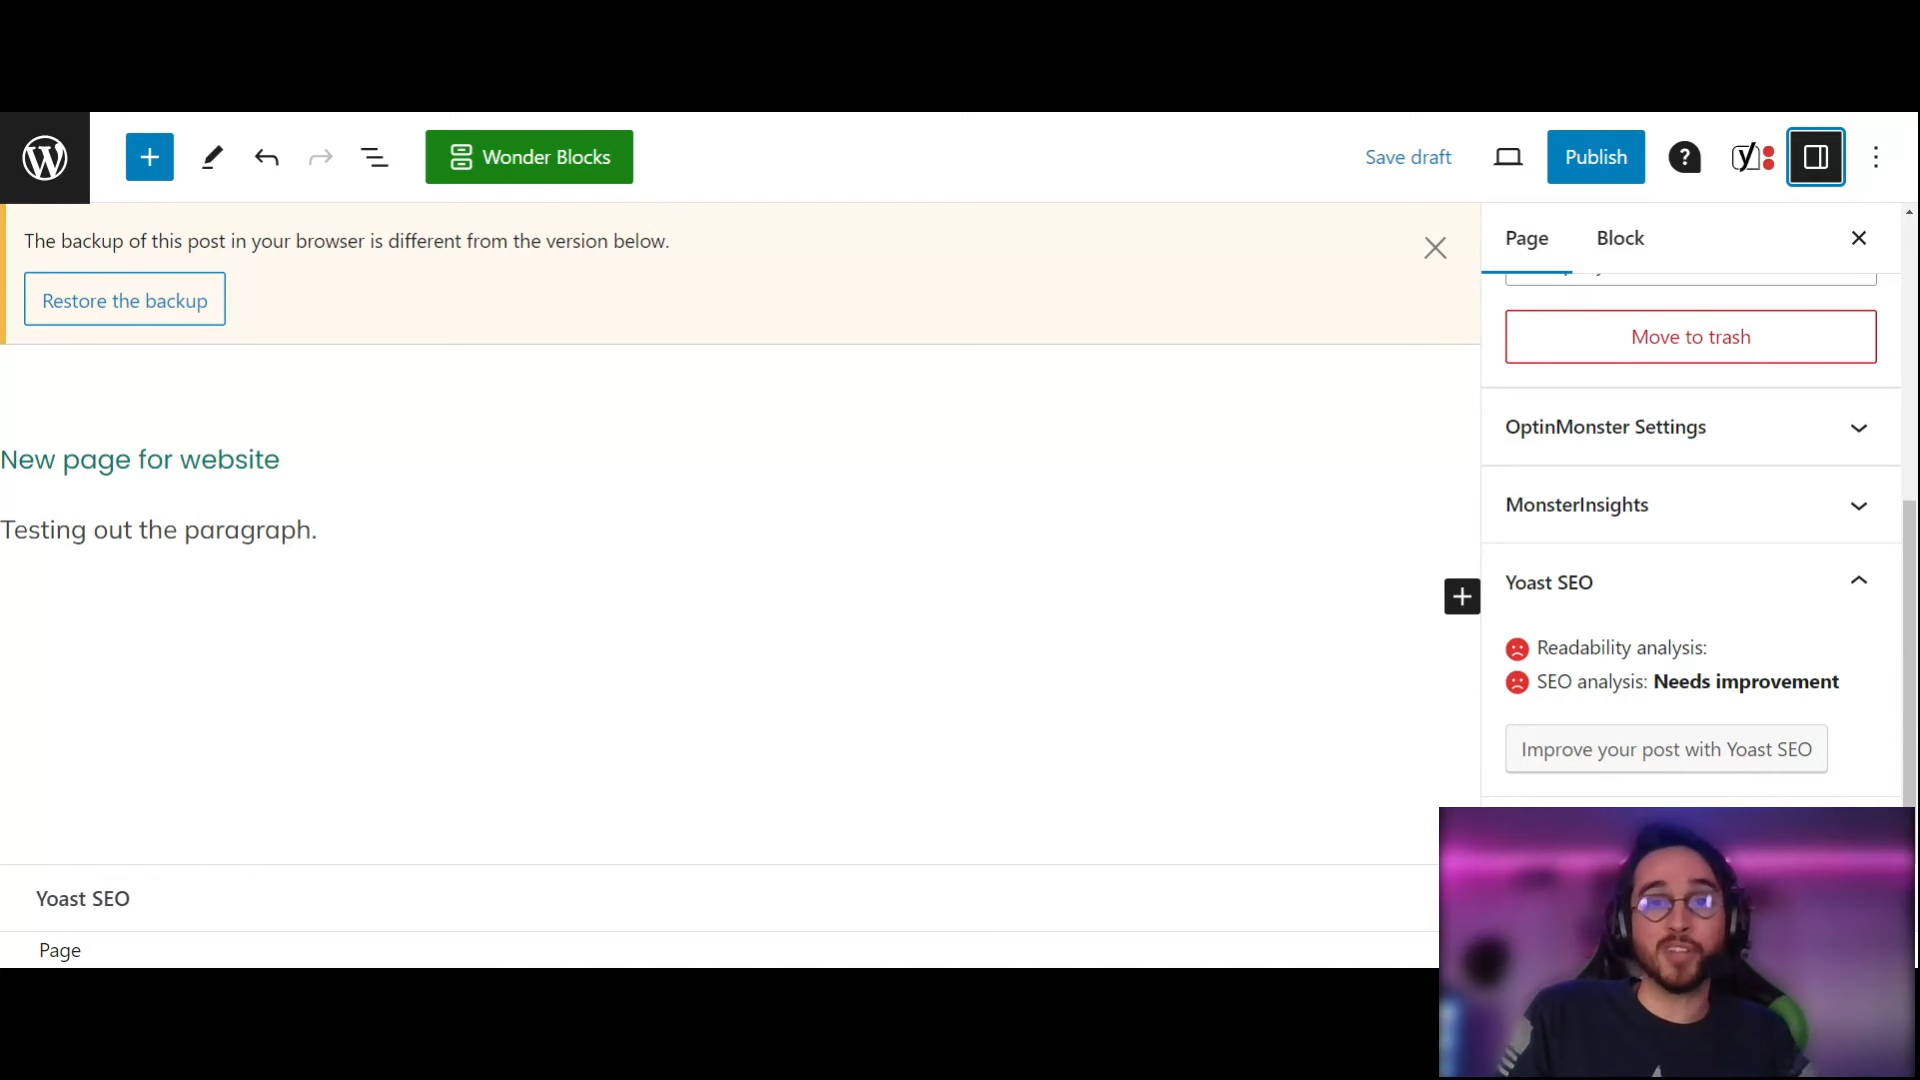 Wonder Blocks
Save draft
Publish
The backup of this post in your browser is different from the version below.
Restore the backup
New page for website
Testing out the paragraph.
Page
Block
Move to trash
OptinMonster Settings
MonsterInsights
Yoast SEO
Readability analysis:
SEO analysis: Needs improvement
Improve your post with Yoast SEO
Yoast SEO
Page